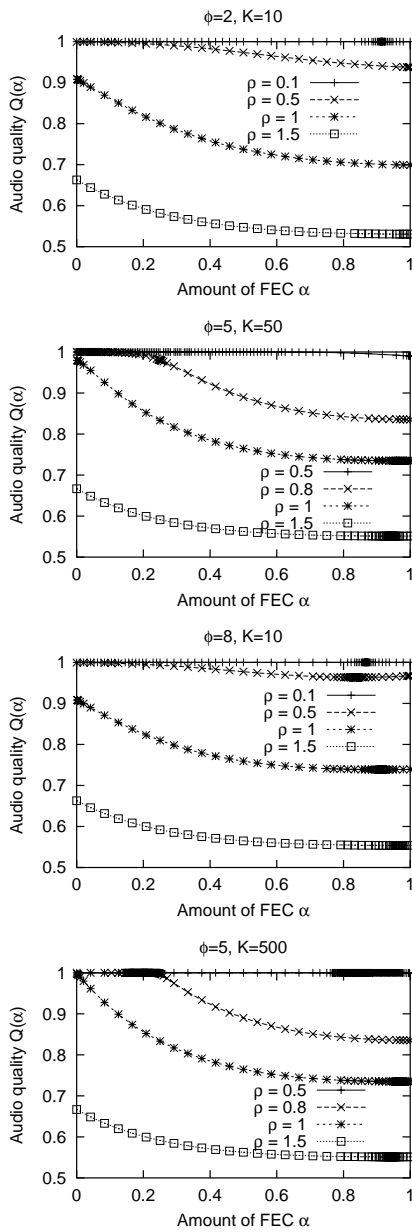 ϕ=2, K=10
1
0.9
0.8
0.7
0.6
0.5
Audio quality Q(α)
ρ = 0.1
ρ = 0.5
ρ = 1
ρ = 1.5
0 0.2 0.4 0.6 0.8 1
Amount of FEC α
ϕ=5, K=50
1
0.9
0.8
0.7
0.6
0.5
Audio quality Q(α)
ρ = 0.5
ρ = 0.8
ρ = 1
ρ = 1.5
0 0.2 0.4 0.6 0.8 1
Amount of FEC α
ϕ=8, K=10
1
0.9
0.8
0.7
0.6
0.5
Audio quality Q(α)
ρ = 0.1
ρ = 0.5
ρ = 1
ρ = 1.5
0 0.2 0.4 0.6 0.8 1
Amount of FEC α
ϕ=5, K=500
1
0.9
0.8
0.7
0.6
0.5
Audio quality Q(α)
ρ = 0.5
ρ = 0.8
ρ = 1
ρ = 1.5
0 0.2 0.4 0.6 0.8 1
Amount of FEC α